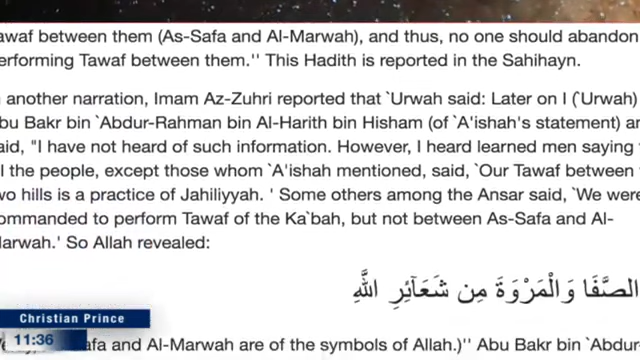 awaf between them (As-Safa and Al-Marwah), and thus, no one should abandon
erforming Tawaf between them.'' This Hadith is reported in the Sahihayn.
another narration, Imam Az-Zuhri reported that `Urwah said: Later on I (`Urwah)
bu Bakr bin `Abdur-Rahman bin Al-Harith bin Hisham (of `A'ishah's statement) a
aid, "I have not heard of such information. However, I heard learned men saying
l the people, except those whom `A'ishah mentioned, said, `Our Tawaf between
wo hills is a practice of Jahiliyyah. ' Some others among the Ansar said, `We were
ommanded to perform Tawaf of the Ka`bah, but not between As-Safa and Al-
Marwah.' So Allah revealed:
الصَّفَا وَالْمَرْوَةَ مِن شَعَآئِرِ اللَّهِ
Christian Prince
11:36
afa and Al-Marwah are of the symbols of Allah.)'' Abu Bakr bin `Abdur-